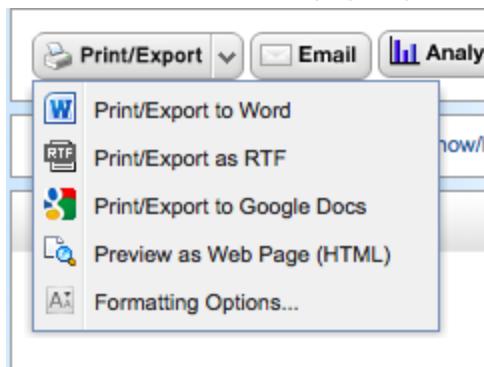 Print/Export Email Analy
W Print/Export to Word
RTF Print/Export as RTF
Print/Export to Google Docs
Preview as Web Page (HTML)
A Formatting Options...